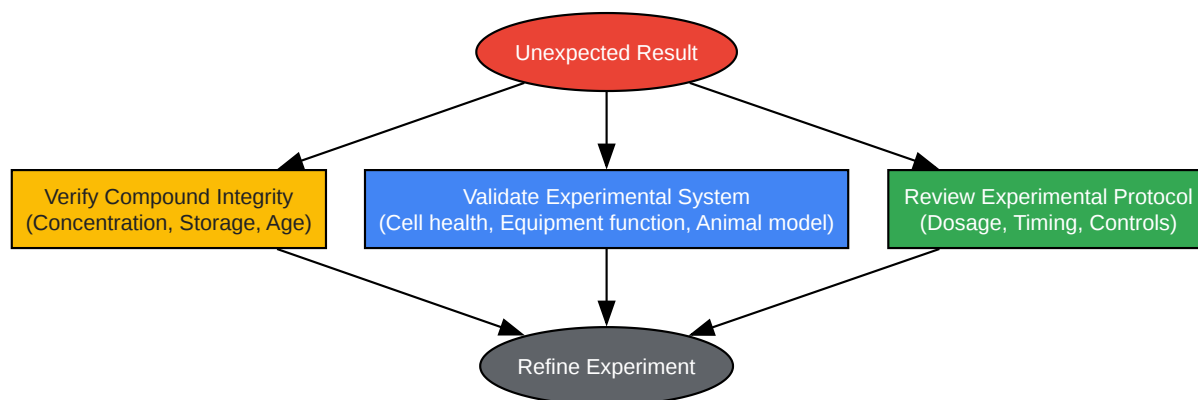 Unexpected Result
Verify Compound Integrity
(Concentration, Storage, Age)
Validate Experimental System
(Cell health, Equipment function, Animal model)
Review Experimental Protocol
(Dosage, Timing, Controls)
Refine Experiment